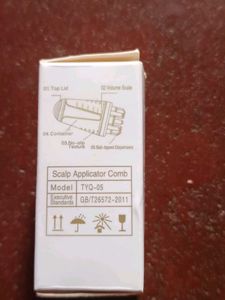 01.Top Lid
02 Volume Scale
04. Container
03.No-slip
Texture
05.Ball-tipped Dispensers
Scalp Applicator Comb
Model TYQ-05
Executive
Standards GB/T26572-2011